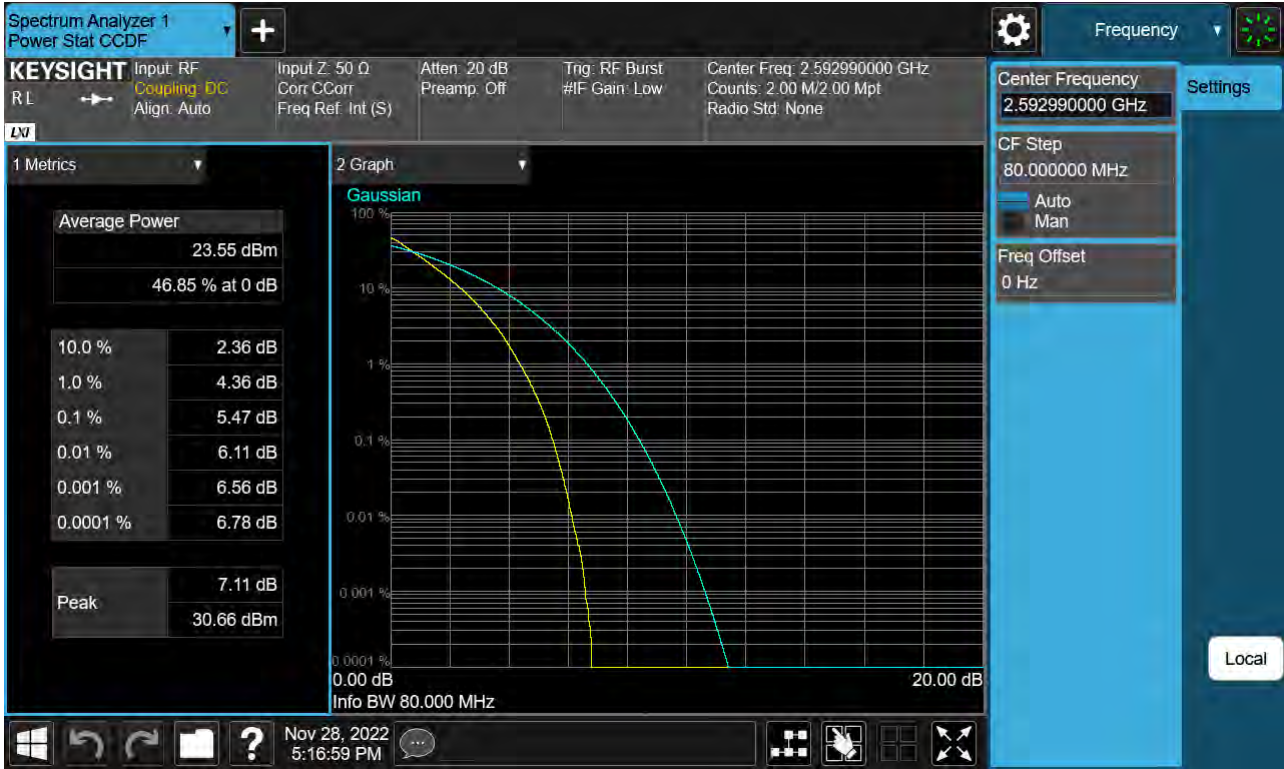 Spectrum Analyzer 1
Power Stat CCDF
Frequency
KEYSIGHT
R L
LXI
Input: RF
Coupling: DC
Align: Auto
Input Z: 50 Ω
Corr CCorr
Freq Ref: Int (S)
Atten: 20 dB
Preamp: Off
Trig: RF Burst
#IF Gain: Low
Center Freq: 2.592990000 GHz
Counts: 2.00 M/2.00 Mpt
Radio Std: None
Center Frequency
2.592990000 GHz
Settings
CF Step
80.000000 MHz
Auto
Man
Freq Offset
0 Hz
Local
1 Metrics
Average Power
23.55 dBm
46.85 % at 0 dB
10.0 % 2.36 dB
1.0 % 4.36 dB
0.1 % 5.47 dB
0.01 % 6.11 dB
0.001 % 6.56 dB
0.0001 % 6.78 dB
Peak
7.11 dB
30.66 dBm
2 Graph
Gaussian
100 %
10 %
1 %
0.1 %
0.01 %
0.001 %
0.0001 %
0.00 dB 20.00 dB
Info BW 80.000 MHz
?
Nov 28, 2022
5:16:59 PM